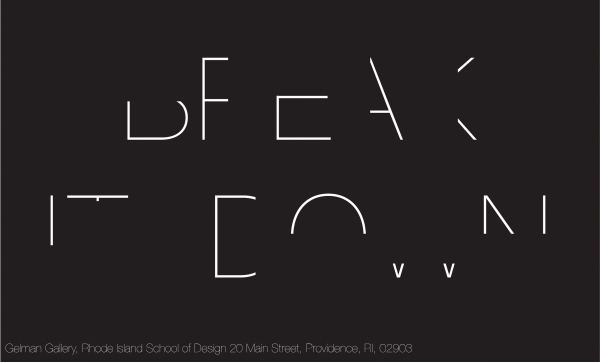 BREAK
IT DOWN
Gelman Gallery, Rhode Island School of Design 20 Main Street, Providence, RI, 02903